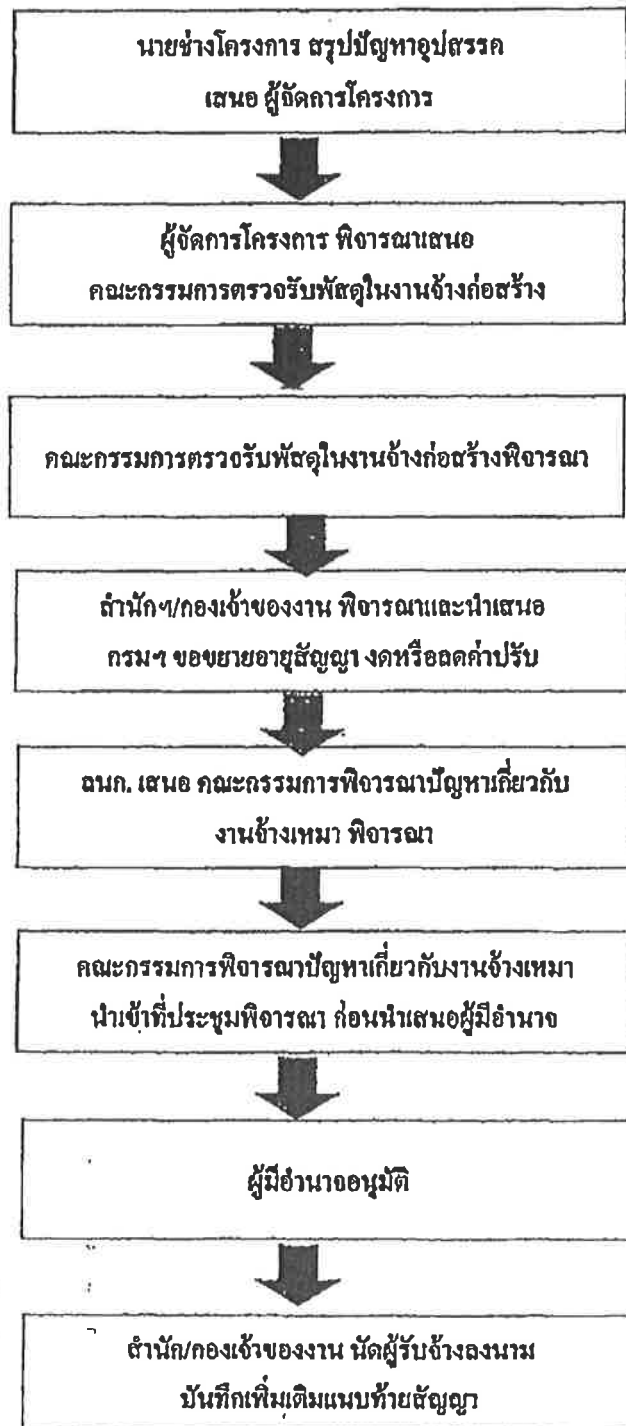 นายช่างโครงการ สรุปปัญหาอุปสรรค
เสนอ ผู้จัดการโครงการ
ผู้จัดการโครงการ พิจารณาเสนอ
คณะกรรมการตรวจรับพัสดุในงานจ้างก่อสร้าง
คณะกรรมการตรวจรับพัสดุในงานจ้างก่อสร้างพิจารณา
สำนักฯ/กองเจ้าของงาน พิจารณาและนำเสนอ
กรมฯ ขอขยายอายุสัญญา งดหรือลดค่าปรับ
ลนก. เสนอ คณะกรรมการพิจารณาปัญหาเกี่ยวกับ
งานจ้างเหมา พิจารณา
คณะกรรมการพิจารณาปัญหาเกี่ยวกับงานจ้างเหมา
นำเข้าที่ประชุมพิจารณา ก่อนนำเสนอผู้มีอำนาจ
ผู้มีอำนาจอนุมัติ
สำนัก/กองเจ้าของงาน นัดผู้รับจ้างลงนาม
บันทึกเพิ่มเติมแนบท้ายสัญญา